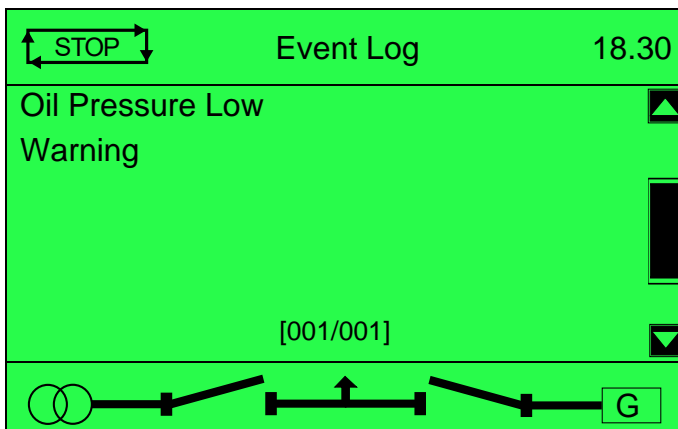 STOP
Event Log
18.30
Oil Pressure Low
Warning
[001/001]
G